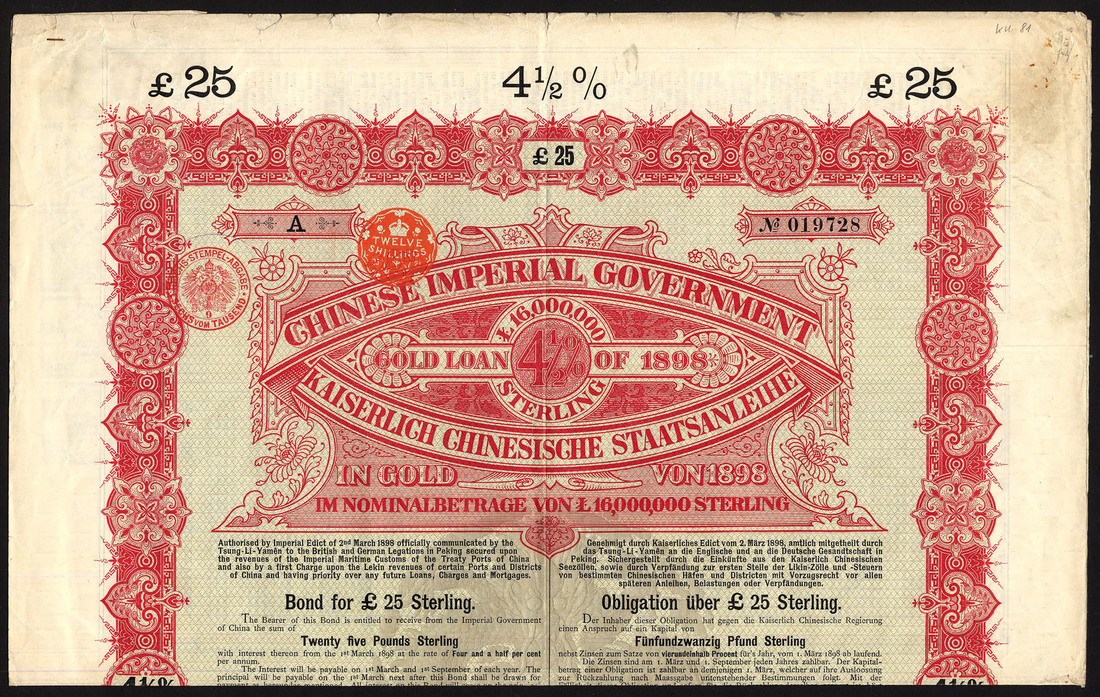 KU. 81
£ 25
4½ %
£ 25
£ 25
A
№ 019728
TWELVE
SHILLINGS
STEMPEL-ABGABE
VOM TAUSEND
CHINESE IMPERIAL GOVERNMENT
£ 16,000,000
GOLD LOAN 4½% OF 1898
STERLING
KAISERLICH CHINESISCHE STAATSANLEIHE
IN GOLD VON 1898
IM NOMINALBETRAGE VON £ 16,000,000 STERLING
Authorised by Imperial Edict of 2nd March 1898 officially communicated by the
Tsung-Li-Yamên to the British and German Legations in Peking secured upon
the revenues of the Imperial Maritime Customs of the Treaty Ports of China
and also by a first Charge upon the Lekin revenues of certain Ports and Districts
of China and having priority over any future Loans, Charges and Mortgages.
Bond for £ 25 Sterling.
The Bearer of this Bond is entitled to receive from the Imperial Government
of China the sum of
Twenty five Pounds Sterling
with interest thereon from the 1st March 1898 at the rate of Four and a half per cent
per annum.
The Interest will be payable on 1st March and 1st September of each year. The
principal will be payable on the 1st March next after this Bond shall be drawn for
Genehmigt durch Kaiserliches Edict vom 2. März 1898, amtlich mitgetheilt durch
das Tsung-Li-Yamên an die Englische und an die Deutsche Gesandtschaft in
Peking. Sichergestellt durch die Einkünfte aus den Kaiserlich Chinesischen
Seezöllen, sowie durch Verpfändung zur ersten Stelle der Likin-Zölle und -Steuern
von bestimmten Chinesischen Häfen und Districten mit Vorzugsrecht vor allen
späteren Anleihen, Belastungen oder Verpfändungen.
Obligation über £ 25 Sterling.
Der Inhaber dieser Obligation hat gegen die Kaiserlich Chinesische Regierung
einen Anspruch auf ein Kapital von
Fünfundzwanzig Pfund Sterling
nebst Zinsen zum Satze von vierundeinhalb Procent für's Jahr, vom 1. März 1898 ab laufend.
Die Zinsen sind am 1. März und 1. September jeden Jahres zahlbar. Der Kapital-
betrag einer Obligation ist zahlbar an demjenigen 1. März, welcher auf ihre Ausloosung
zur Rückzahlung nach Maassgabe untenstehender Bestimmungen folgt. Mit der